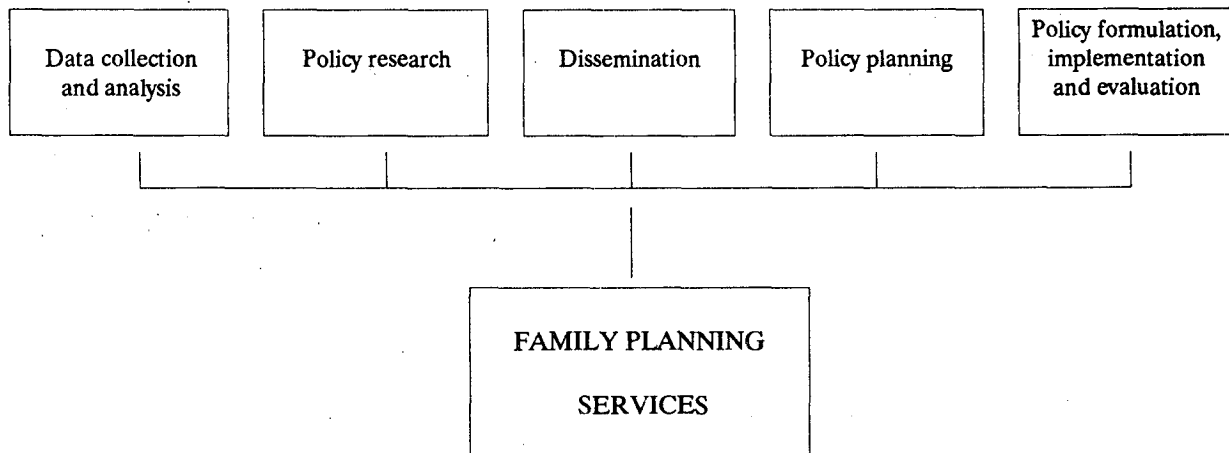 Data collection
and analysis
Policy research
Dissemination
Policy planning
Policy formulation,
implementation
and evaluation
FAMILY PLANNING
SERVICES